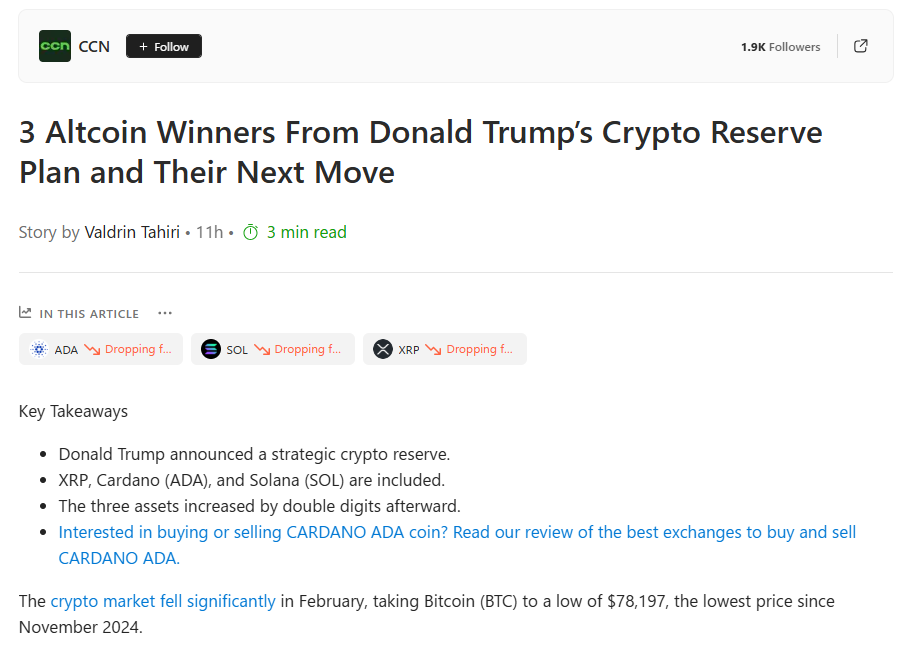 ccn CCN + Follow 1.9K Followers
3 Altcoin Winners From Donald Trump’s Crypto Reserve
Plan and Their Next Move
Story by Valdrin Tahiri • 11h • 3 min read
IN THIS ARTICLE ...
ADA Dropping f... SOL Dropping f... XRP Dropping f...
Key Takeaways
• Donald Trump announced a strategic crypto reserve.
• XRP, Cardano (ADA), and Solana (SOL) are included.
• The three assets increased by double digits afterward.
• Interested in buying or selling CARDANO ADA coin? Read our review of the best exchanges to buy and sell
CARDANO ADA.
The crypto market fell significantly in February, taking Bitcoin (BTC) to a low of $78,197, the lowest price since
November 2024.